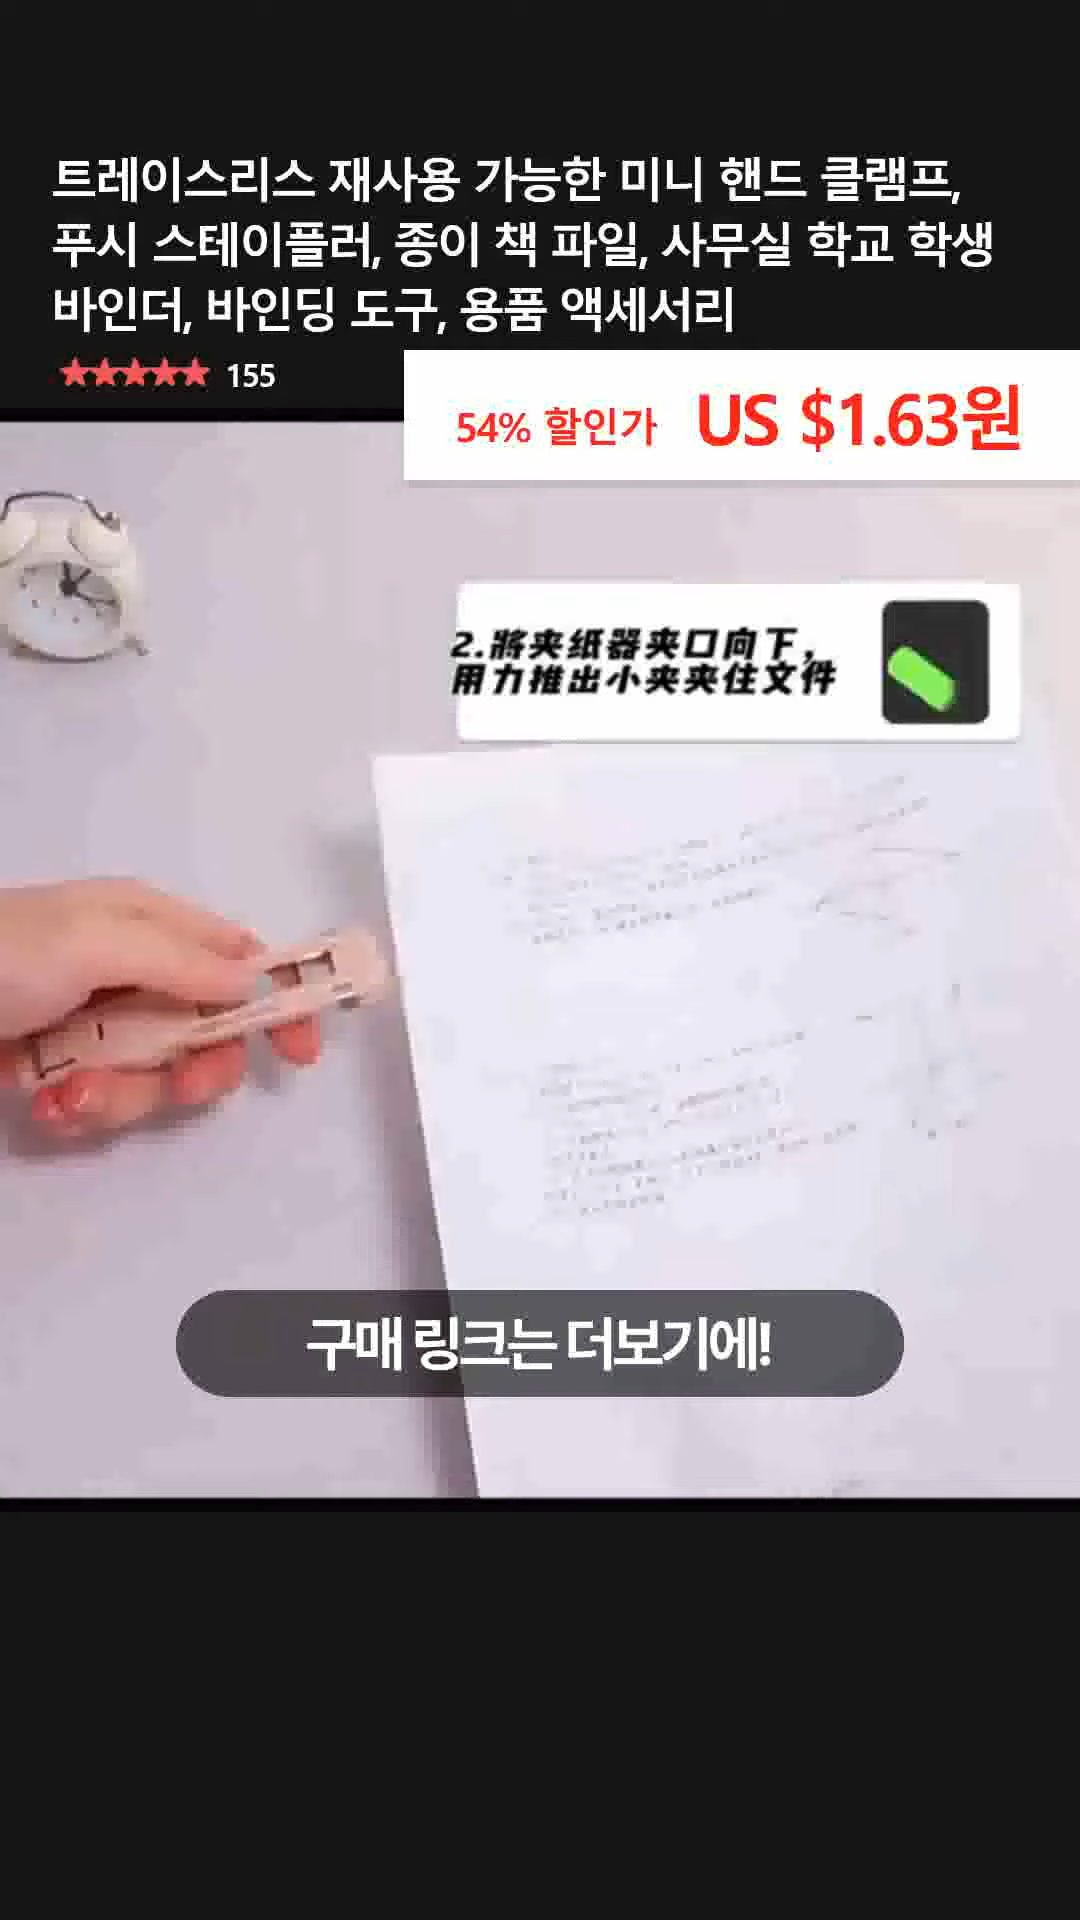 트레이스리스 재사용 가능한 미니 핸드 클램프,
푸시 스테이플러, 종이 책 파일, 사무실 학교 학생
바인더, 바인딩 도구, 용품 액세서리
155
54% 할인가 US $1.63원
2.將夹纸器夹口向下,
用力推出小夹夹住文件
구매 링크는 더보기에!